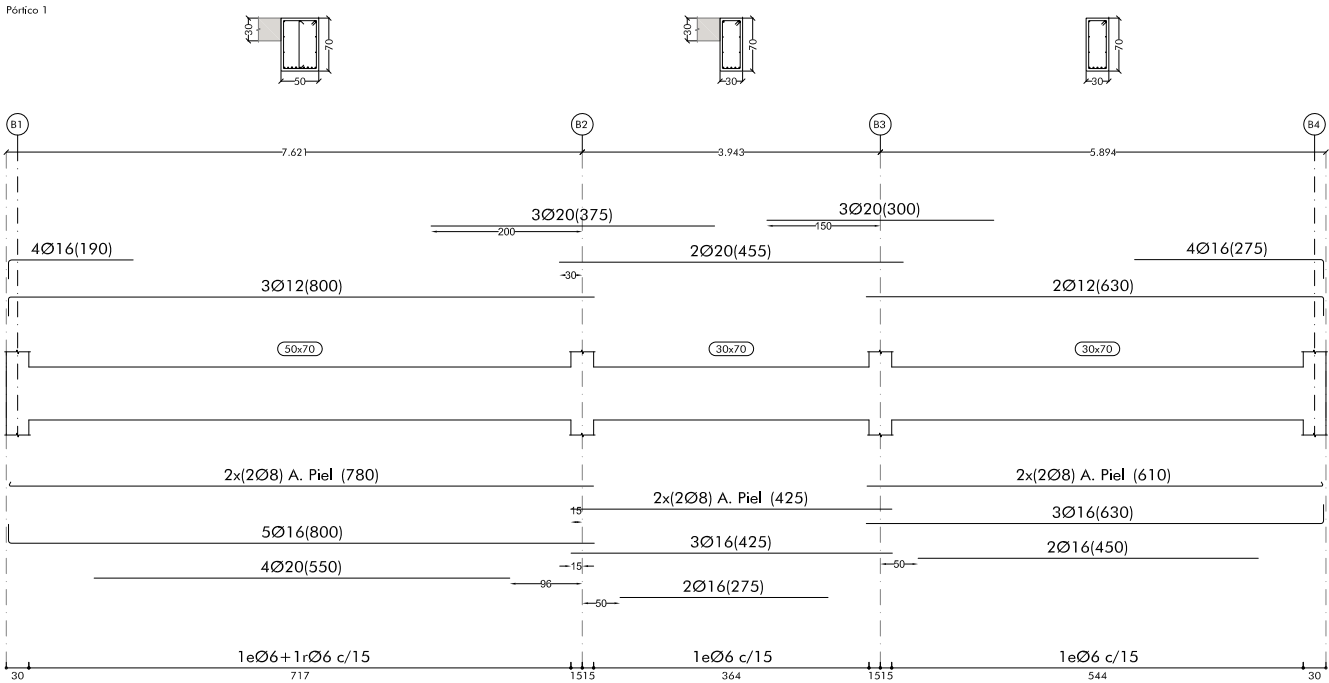 Pórtico 1
30 70 50
30 70 30
70 30
B1 B2 B3 B4
7.621 3.943 5.894
3Ø20(375) 3Ø20(300)
200 150
4Ø16(190) 2Ø20(455) 4Ø16(275)
30
3Ø12(800) 2Ø12(630)
50x70 30x70 30x70
2x(2Ø8) A. Piel (780) 2x(2Ø8) A. Piel (610)
2x(2Ø8) A. Piel (425)
15
3Ø16(630)
5Ø16(800)
3Ø16(425)
2Ø16(450)
15 50
4Ø20(550)
96
2Ø16(275)
50
1eØ6+1rØ6 c/15 1eØ6 c/15 1eØ6 c/15
30 717 1515 364 1515 544 30